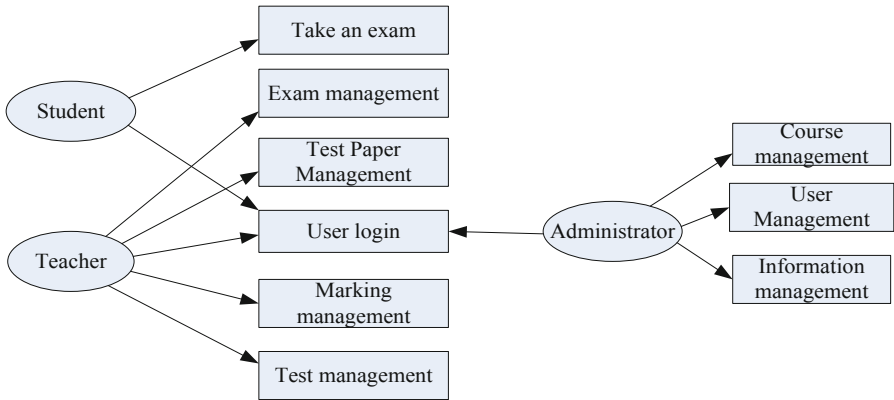 Take an exam
Student
Exam management
Test Paper
Management
User login
Teacher
Marking
management
Test management
Administrator
Course
management
User
Management
Information
management